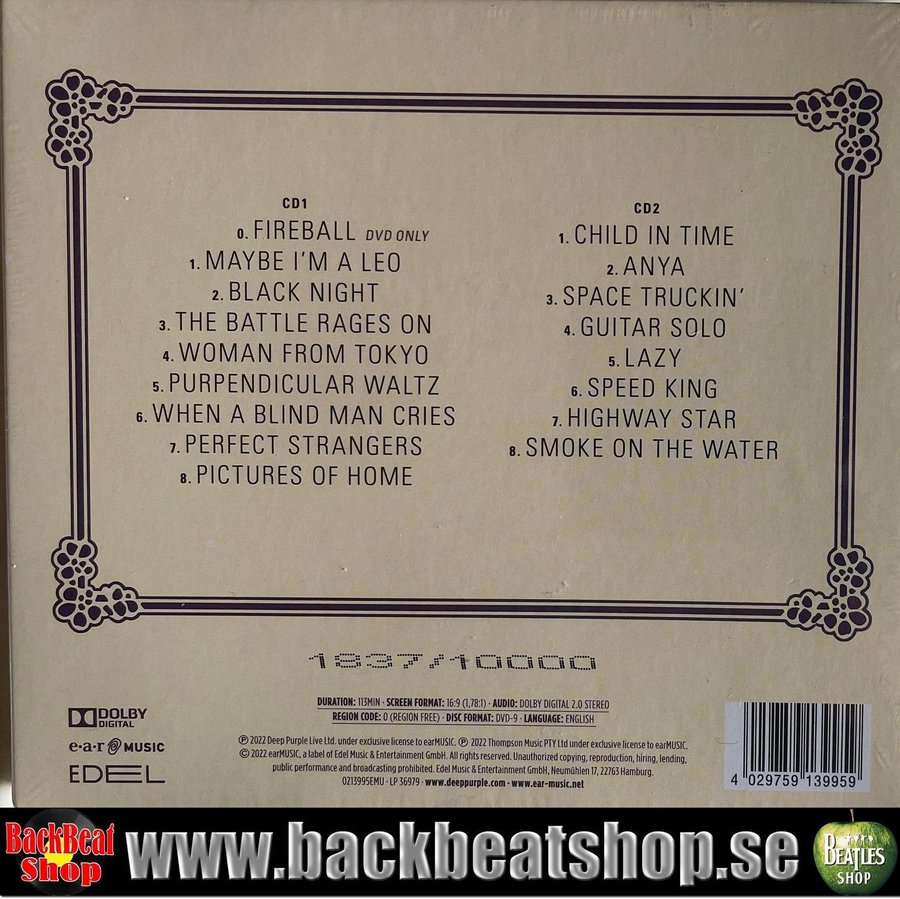 CD1
0. FIREBALL DVD ONLY
1. MAYBE I'M A LEO
2. BLACK NIGHT
3. THE BATTLE RAGES ON
4. WOMAN FROM TOKYO
5. PURPENDICULAR WALTZ
6. WHEN A BLIND MAN CRIES
7. PERFECT STRANGERS
8. PICTURES OF HOME
CD2
1. CHILD IN TIME
2. ANYA
3. SPACE TRUCKIN'
4. GUITAR SOLO
5. LAZY
6. SPEED KING
7. HIGHWAY STAR
8. SMOKE ON THE WATER
1837/10000
DOLBY
DIGITAL
e·a·r MUSIC
EDEL
DURATION: 113MIN · SCREEN FORMAT: 16:9 (1,78:1) · AUDIO: DOLBY DIGITAL 2.0 STEREO
REGION CODE: 0 (REGION FREE) · DISC FORMAT: DVD-9 · LANGUAGE: ENGLISH
℗ 2022 Deep Purple Live Ltd. under exclusive license to earMUSIC. ℗ 2022 Thompson Music PTY Ltd under exclusive license to earMUSIC.
© 2022 earMUSIC, a label of Edel Music & Entertainment GmbH. All rights reserved. Unauthorized copying, reproduction, hiring, lending,
public performance and broadcasting prohibited. Edel Music & Entertainment GmbH, Neumühlen 17, 22763 Hamburg.
0213995EMU · LP 36979 · www.deeppurple.com · www.ear-music.net
4 029759 139959
BackBeat
Shop
www.backbeatshop.se
BEATLES
SHOP